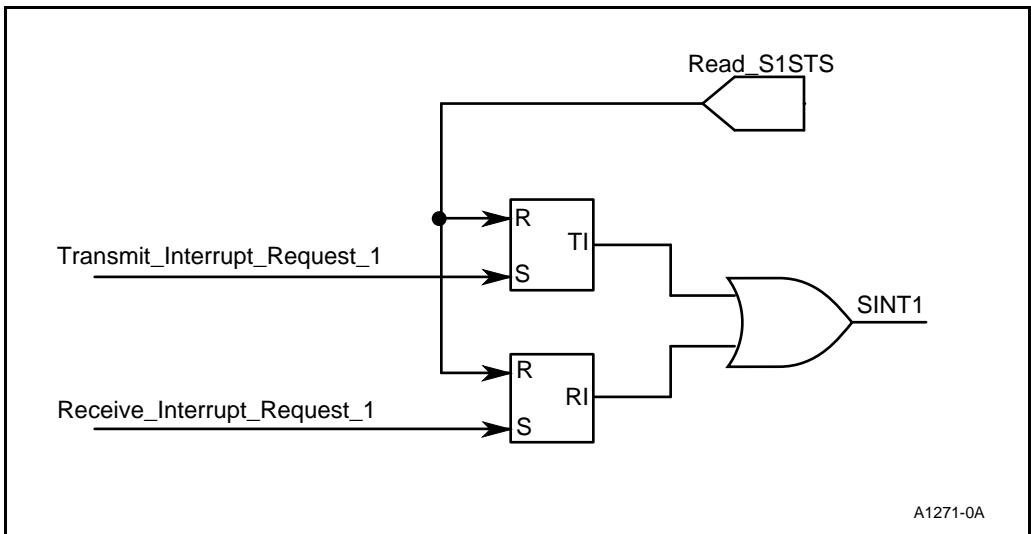 Read_S1STS
R
TI
Transmit_Interrupt_Request_1
S
SINT1
R
RI
Receive_Interrupt_Request_1
S
A1271-0A